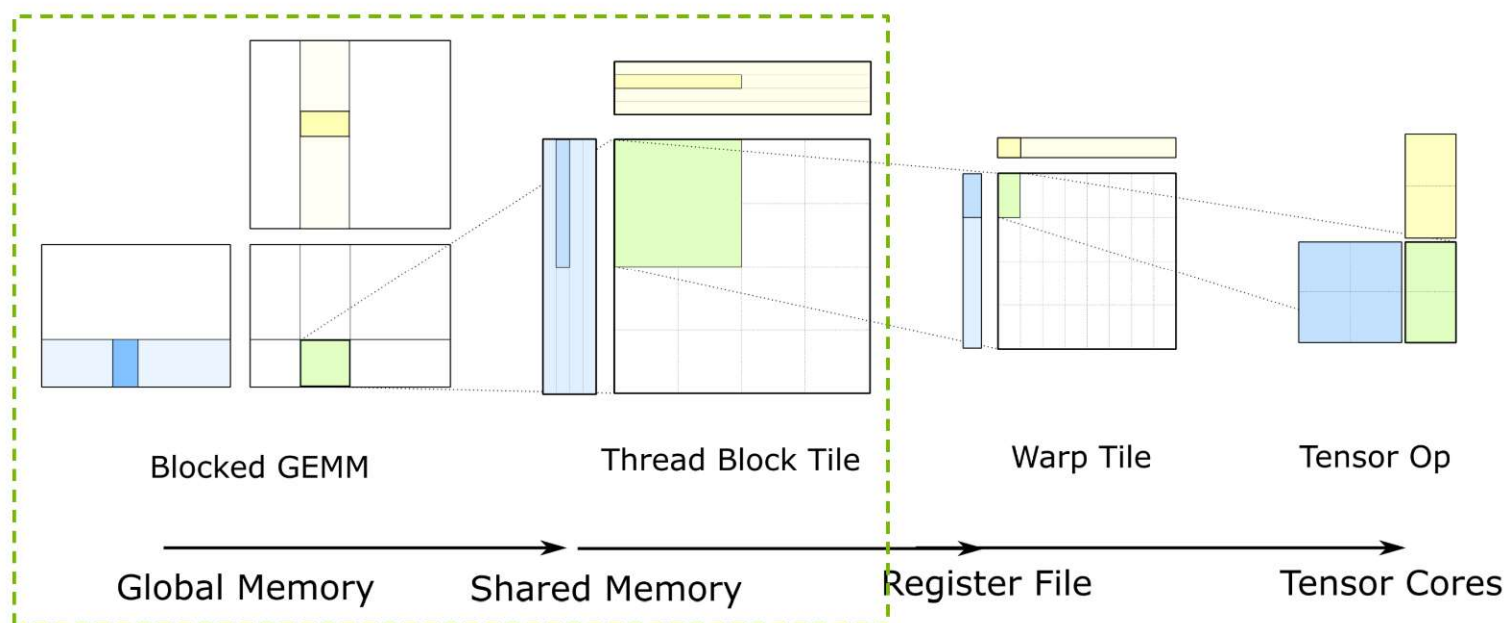 Blocked GEMM
Thread Block Tile
Warp Tile
Tensor Op
Global Memory
Shared Memory
Register File
Tensor Cores